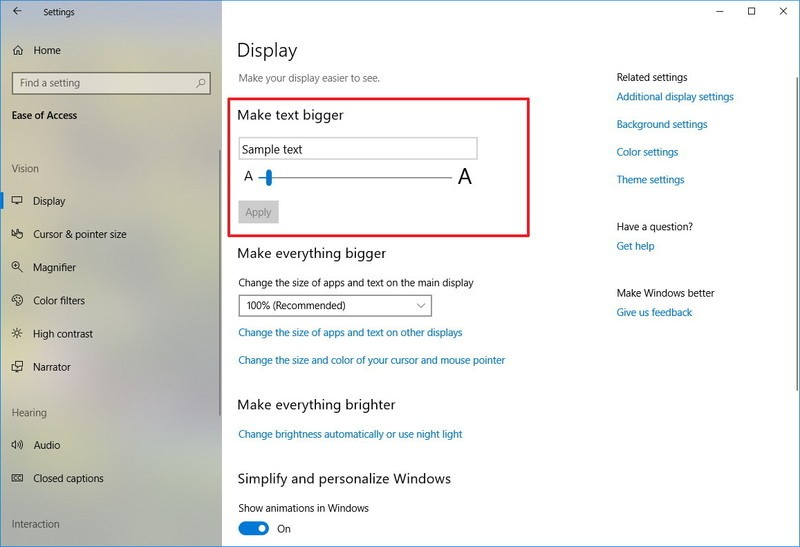 Settings
Home
Find a setting
Ease of Access
Vision
Display
Cursor & pointer size
Magnifier
Color filters
High contrast
Narrator
Hearing
Audio
Closed captions
Interaction
Display
Make your display easier to see.
Make text bigger
Sample text
A A
Apply
Make everything bigger
Change the size of apps and text on the main display
100% (Recommended)
Change the size of apps and text on other displays
Change the size and color of your cursor and mouse pointer
Make everything brighter
Change brightness automatically or use night light
Simplify and personalize Windows
Show animations in Windows
On
Related settings
Additional display settings
Background settings
Color settings
Theme settings
Have a question?
Get help
Make Windows better
Give us feedback